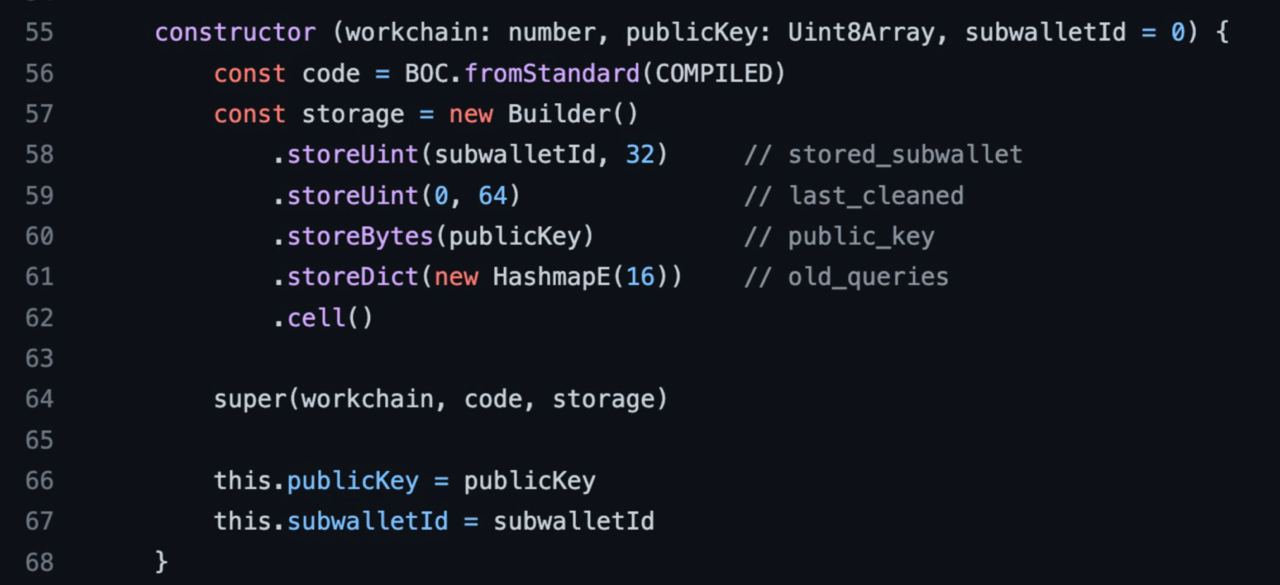 55 constructor (workchain: number, publicKey: Uint8Array, subwalletId = 0) {
56 const code = BOC.fromStandard(COMPILED)
57 const storage = new Builder()
58 .storeUint(subwalletId, 32) // stored_subwallet
59 .storeUint(0, 64) // last_cleaned
60 .storeBytes(publicKey) // public_key
61 .storeDict(new HashmapE(16)) // old_queries
62 .cell()
63
64 super(workchain, code, storage)
65
66 this.publicKey = publicKey
67 this.subwalletId = subwalletId
68 }